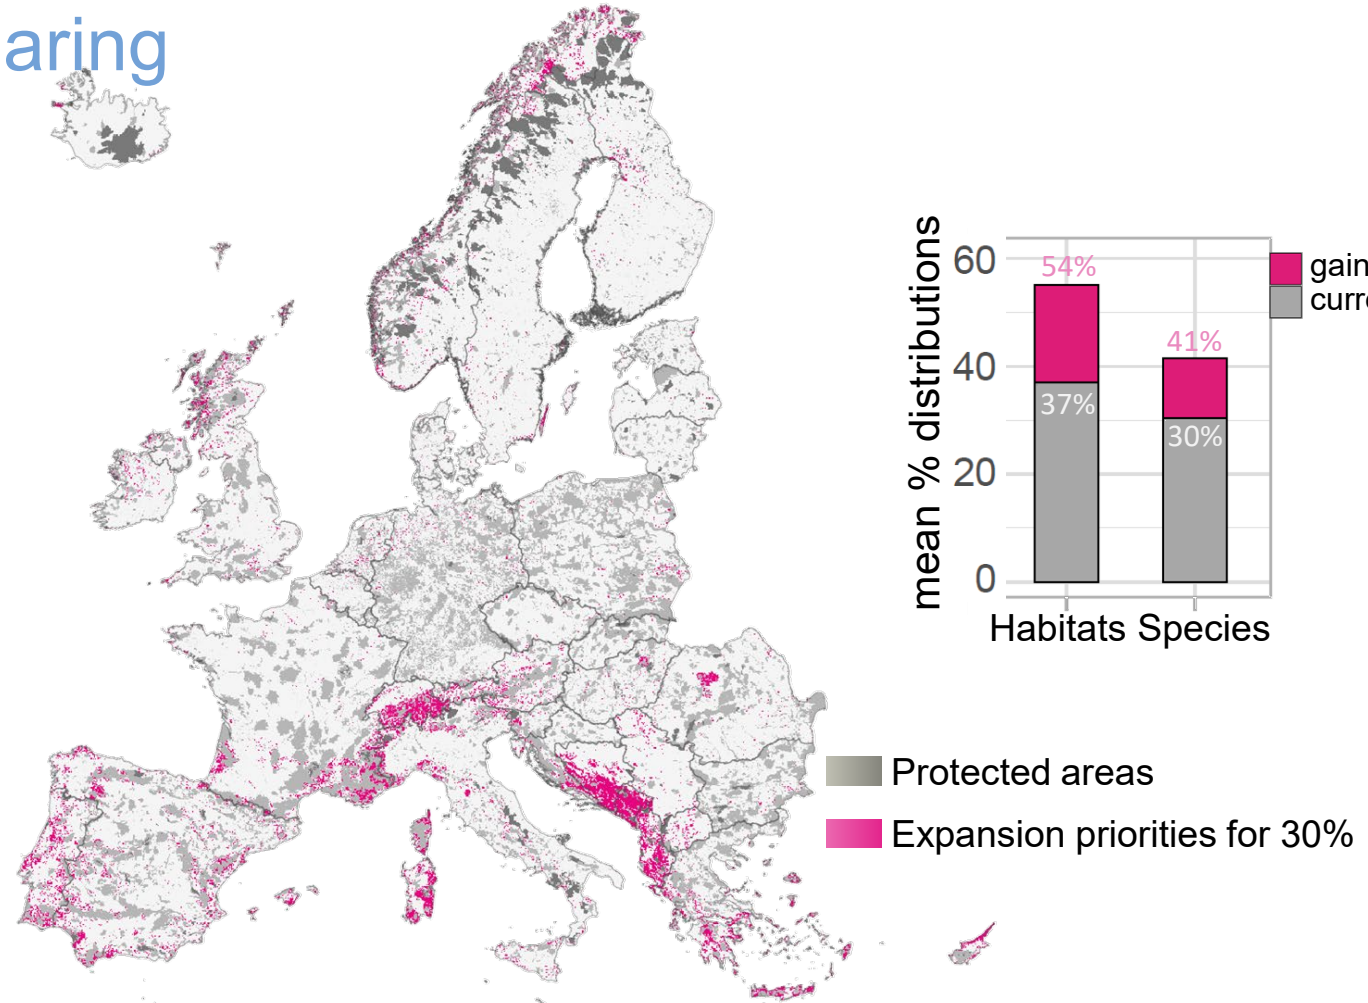 aring
mean % distributions
60
40
20
0
54%
37%
41%
30%
Habitats Species
gain
curre
Protected areas
Expansion priorities for 30%